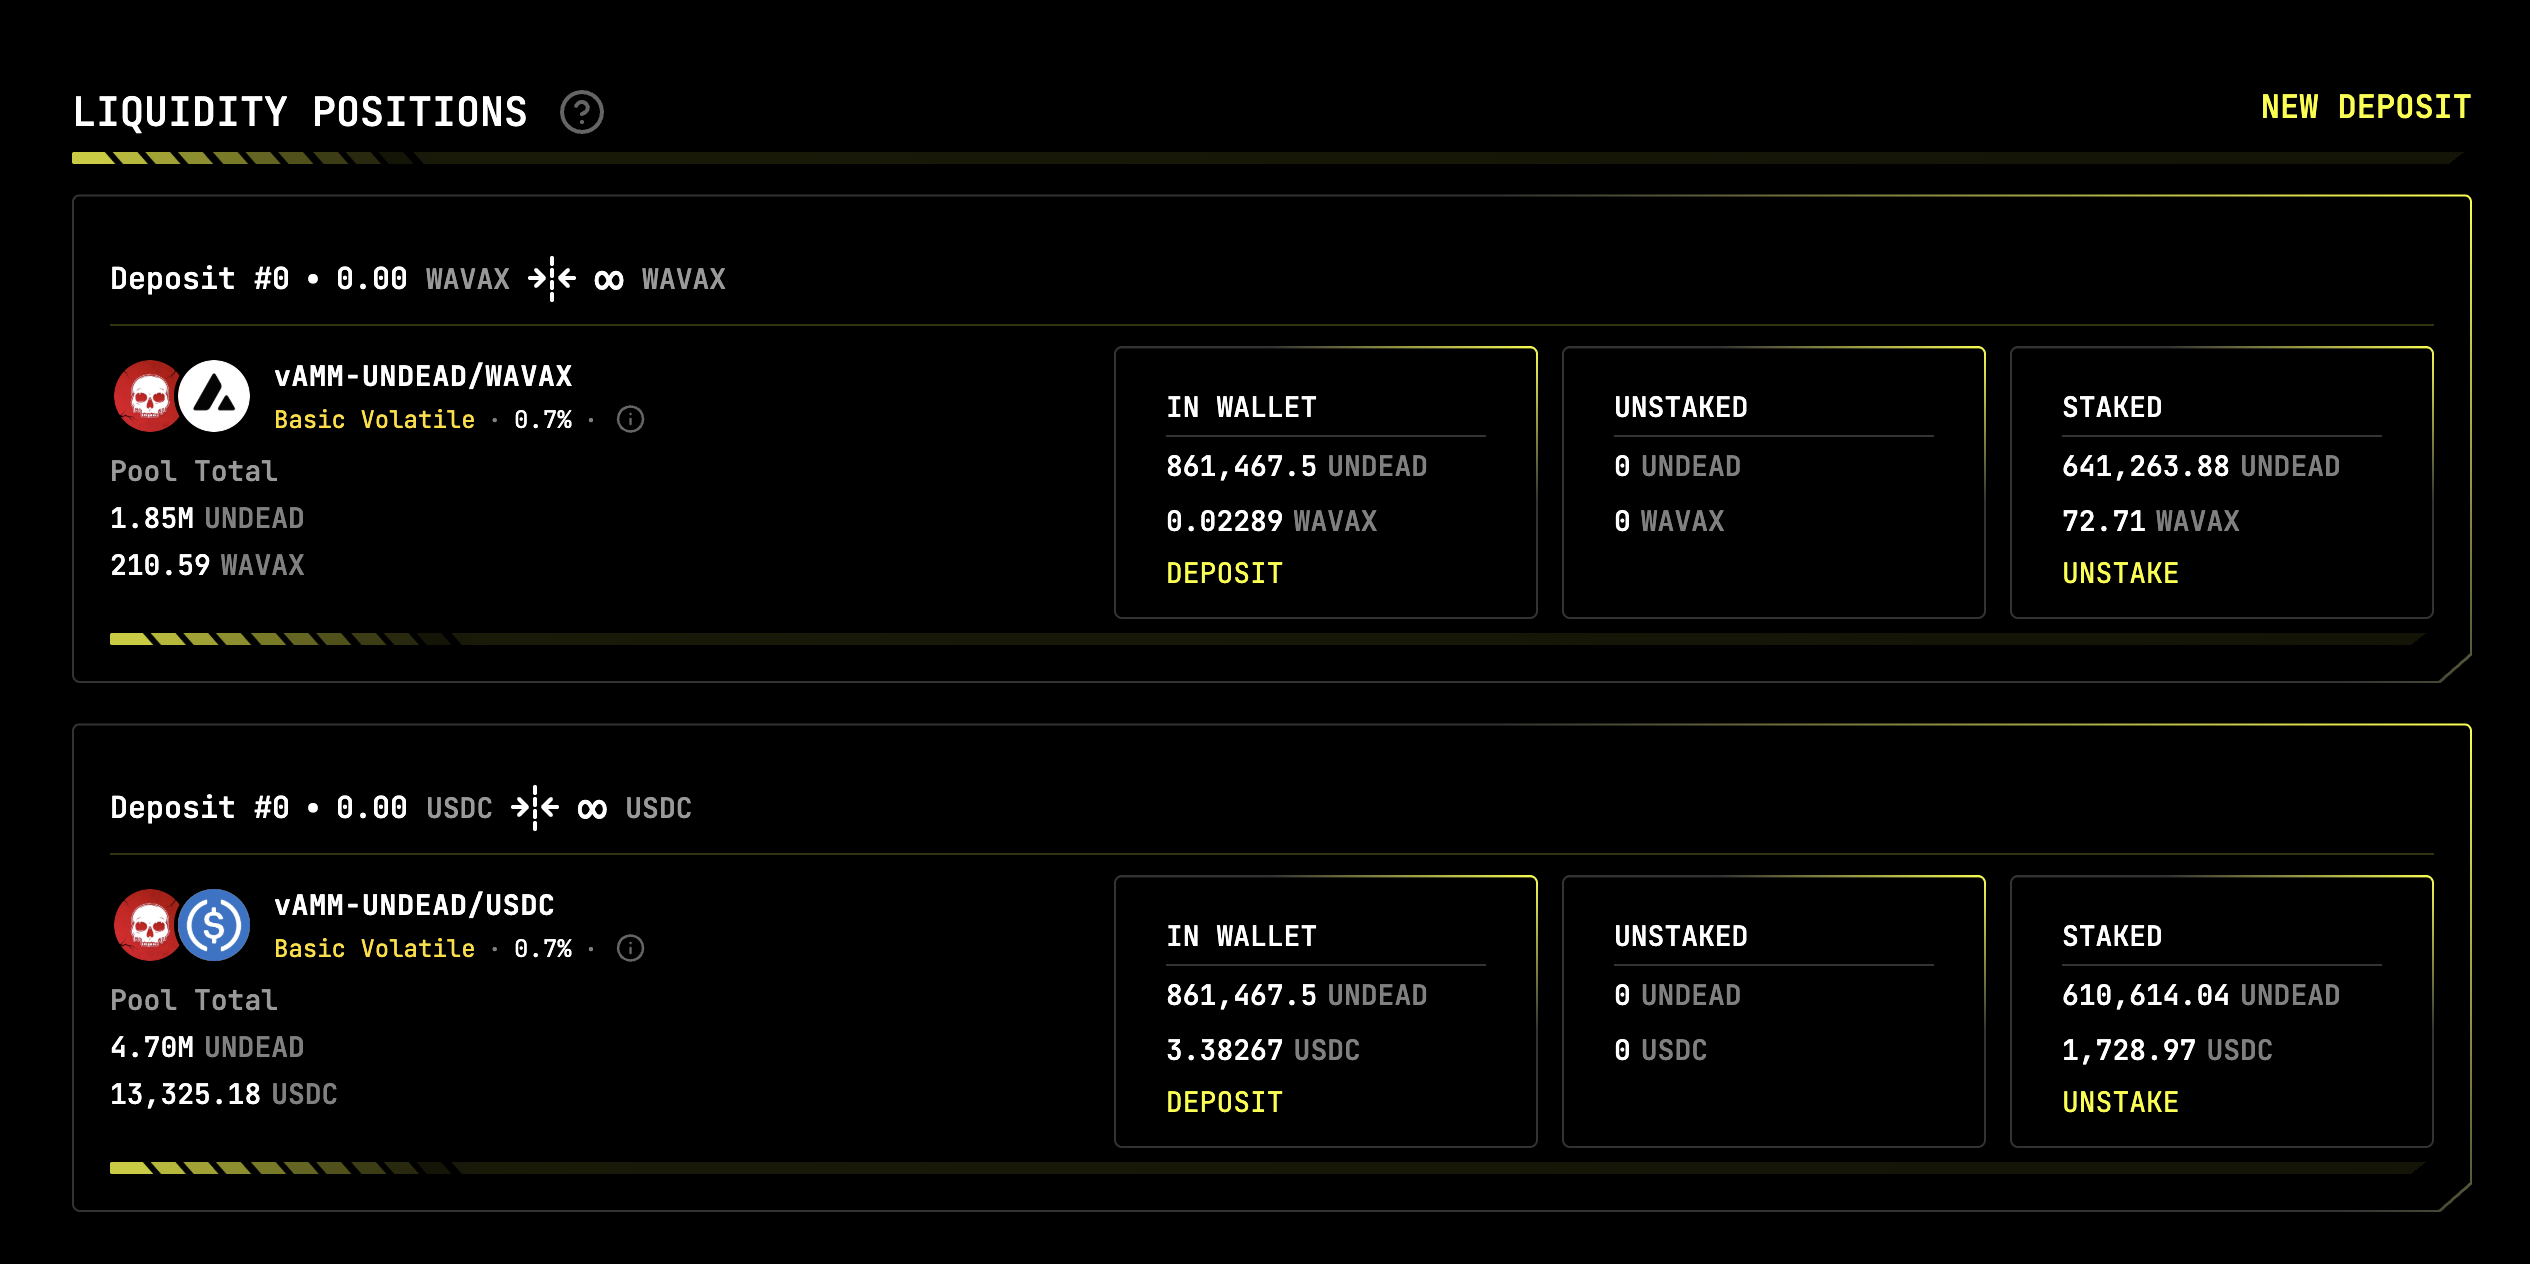 LIQUIDITY POSITIONS
NEW DEPOSIT
Deposit #0 • 0.00 WAVAX ∞ WAVAX
vAMM-UNDEAD/WAVAX
Basic Volatile · 0.7% ·
Pool Total
1.85M UNDEAD
210.59 WAVAX
IN WALLET
861,467.5 UNDEAD
0.02289 WAVAX
DEPOSIT
UNSTAKED
0 UNDEAD
0 WAVAX
STAKED
641,263.88 UNDEAD
72.71 WAVAX
UNSTAKE
Deposit #0 • 0.00 USDC ∞ USDC
vAMM-UNDEAD/USDC
Basic Volatile · 0.7% ·
Pool Total
4.70M UNDEAD
13,325.18 USDC
IN WALLET
861,467.5 UNDEAD
3.38267 USDC
DEPOSIT
UNSTAKED
0 UNDEAD
0 USDC
STAKED
610,614.04 UNDEAD
1,728.97 USDC
UNSTAKE